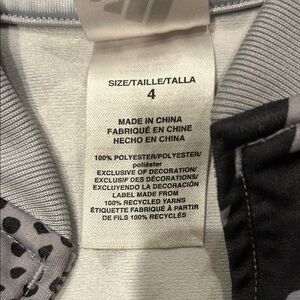 SIZE/TAILLE/TALLA
4
MADE IN CHINA
FABRIQUÉ EN CHINE
HECHO EN CHINA
100% POLYESTER/POLYESTER/
poliéster
EXCLUSIVE OF DECORATION/
EXCLUSIF DES DÉCORATIONS/
EXCLUYENDO LA DECORACIÓN
LABEL MADE FROM
100% RECYCLED YARNS
ÉTIQUETTE FABRIQUÉ À PARTIR
DE FILS 100% RECYCLÉS